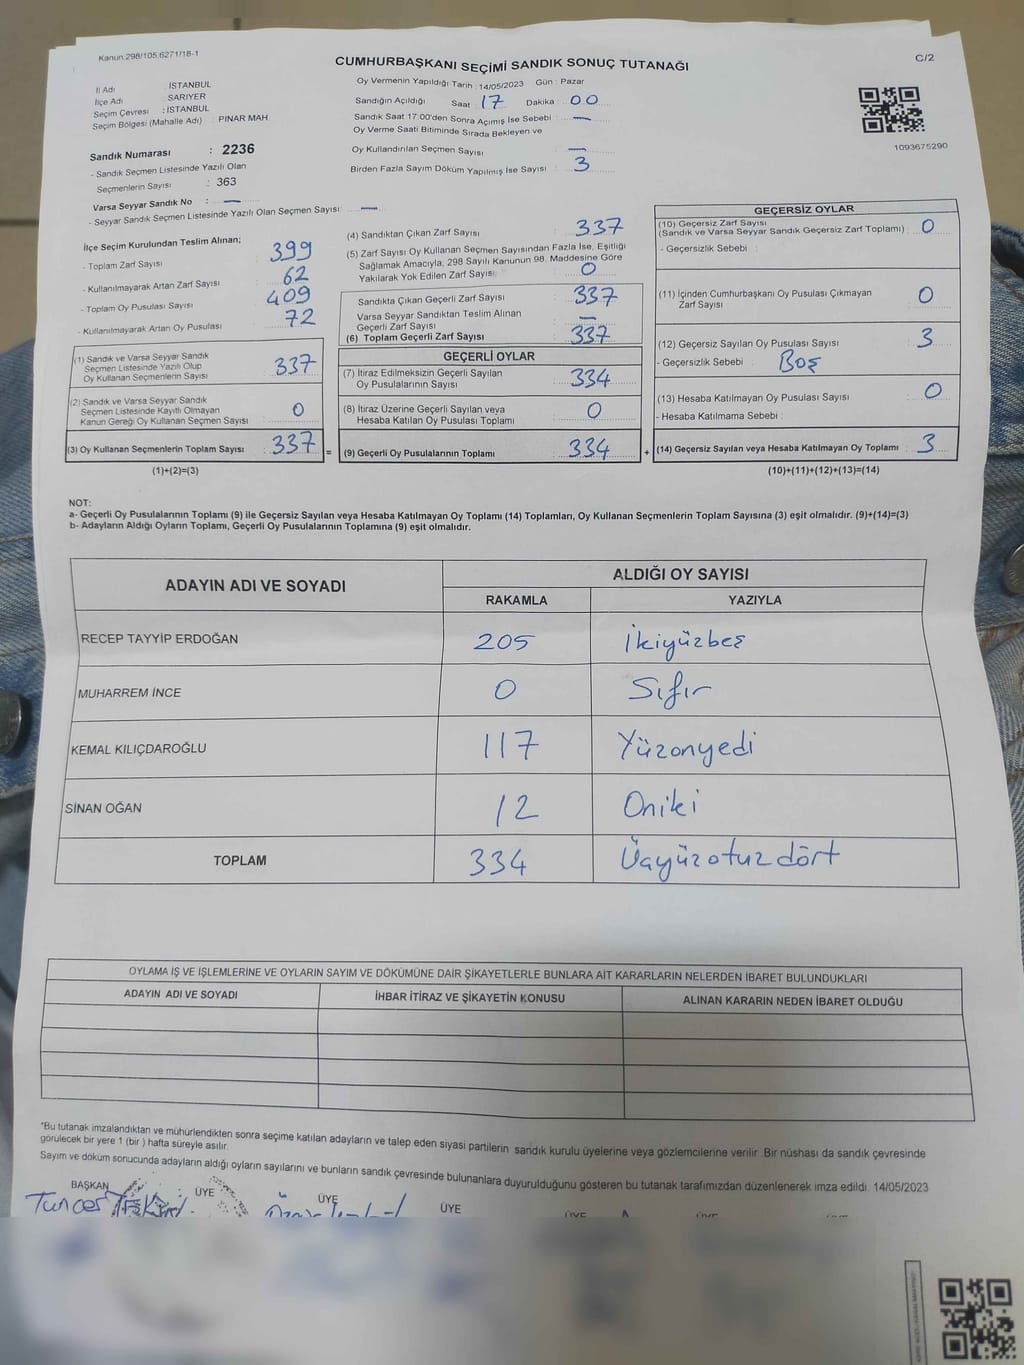 Kanun:298/105;6271/18-1
CUMHURBAŞKANI SEÇİMİ SANDIK SONUÇ TUTANAĞI
C/2
İl Adı : İSTANBUL
İlçe Adı : SARIYER
Seçim Çevresi : İSTANBUL
Seçim Bölgesi (Mahalle Adı) : PINAR MAH.
Oy Vermenin Yapıldığı Tarih : 14/05/2023 Gün : Pazar
Sandığın Açıldığı Saat 17 Dakika 00
Sandık Saat 17:00'den Sonra Açımış İse Sebebi : —
Oy Verme Saati Bitiminde Sırada Bekleyen ve
Oy Kullandırılan Seçmen Sayısı : —
Birden Fazla Sayım Döküm Yapılmış İse Sayısı : 3
1093675290
Sandık Numarası : 2236
- Sandık Seçmen Listesinde Yazılı Olan
Seçmenlerin Sayısı : 363
Varsa Seyyar Sandık No : —
- Seyyar Sandık Seçmen Listesinde Yazılı Olan Seçmen Sayısı: —
İlçe Seçim Kurulundan Teslim Alınan;
- Toplam Zarf Sayısı : 399
- Kullanılmayarak Artan Zarf Sayısı : 62
- Toplam Oy Pusulası Sayısı : 409
- Kullanılmayarak Artan Oy Pusulası : 72
(1) Sandık ve Varsa Seyyar Sandık
Seçmen Listesinde Yazılı Olup
Oy Kullanan Seçmenlerin Sayısı : 337
(2) Sandık ve Varsa Seyyar Sandık
Seçmen Listesinde Kayıtlı Olmayan
Kanun Gereği Oy Kullanan Seçmen Sayısı : 0
(3) Oy Kullanan Seçmenlerin Toplam Sayısı : 337 =
(1)+(2)=(3)
(4) Sandıktan Çıkan Zarf Sayısı : 337
(5) Zarf Sayısı Oy Kullanan Seçmen Sayısından Fazla İse, Eşitliği
Sağlamak Amacıyla, 298 Sayılı Kanunun 98. Maddesine Göre
Yakılarak Yok Edilen Zarf Sayısı : 0
Sandıkta Çıkan Geçerli Zarf Sayısı : 337
Varsa Seyyar Sandıktan Teslim Alınan
Geçerli Zarf Sayısı : —
(6) Toplam Geçerli Zarf Sayısı : 337
GEÇERLİ OYLAR
(7) İtiraz Edilmeksizin Geçerli Sayılan
Oy Pusulalarının Sayısı : 334
(8) İtiraz Üzerine Geçerli Sayılan veya
Hesaba Katılan Oy Pusulası Toplamı : 0
(9) Geçerli Oy Pusulalarının Toplamı : 334 +
GEÇERSİZ OYLAR
(10) Geçersiz Zarf Sayısı
(Sandık ve Varsa Seyyar Sandık Geçersiz Zarf Toplamı) : 0
- Geçersizlik Sebebi :
(11) İçinden Cumhurbaşkanı Oy Pusulası Çıkmayan
Zarf Sayısı : 0
(12) Geçersiz Sayılan Oy Pusulası Sayısı : 3
- Geçersizlik Sebebi : Boş
(13) Hesaba Katılmayan Oy Pusulası Sayısı : 0
- Hesaba Katılmama Sebebi :
(14) Geçersiz Sayılan veya Hesaba Katılmayan Oy Toplamı : 3
(10)+(11)+(12)+(13)=(14)
NOT:
a- Geçerli Oy Pusulalarının Toplamı (9) ile Geçersiz Sayılan veya Hesaba Katılmayan Oy Toplamı (14) Toplamları, Oy Kullanan Seçmenlerin Toplam Sayısına (3) eşit olmalıdır. (9)+(14)=(3)
b- Adayların Aldığı Oyların Toplamı, Geçerli Oy Pusulalarının Toplamına (9) eşit olmalıdır.
ADAYIN ADI VE SOYADI
ALDIĞI OY SAYISI
RAKAMLA YAZIYLA
RECEP TAYYİP ERDOĞAN 205 İkiyüzbeş
MUHARREM İNCE 0 Sıfır
KEMAL KILIÇDAROĞLU 117 Yüzonyedi
SİNAN OĞAN 12 Oniki
TOPLAM 334 Üçyüzotuzdört
OYLAMA İŞ VE İŞLEMLERİNE VE OYLARIN SAYIM VE DÖKÜMÜNE DAİR ŞİKAYETLERLE BUNLARA AİT KARARLARIN NELERDEN İBARET BULUNDUKLARI
ADAYIN ADI VE SOYADI İHBAR İTİRAZ VE ŞİKAYETİN KONUSU ALINAN KARARIN NEDEN İBARET OLDUĞU
*Bu tutanak imzalandıktan ve mühürlendikten sonra seçime katılan adayların ve talep eden siyasi partilerin sandık kurulu üyelerine veya gözlemcilerine verilir. Bir nüshası da sandık çevresinde
görülecek bir yere 1 (bir ) hafta süreyle asılır.
Sayım ve döküm sonucunda adayların aldığı oyların sayılarını ve bunların sandık çevresinde bulunanlara duyurulduğunu gösteren bu tutanak tarafımızdan düzenlenerek imza edildi. 14/05/2023
BAŞKAN ÜYE ÜYE ÜYE
Tuncer